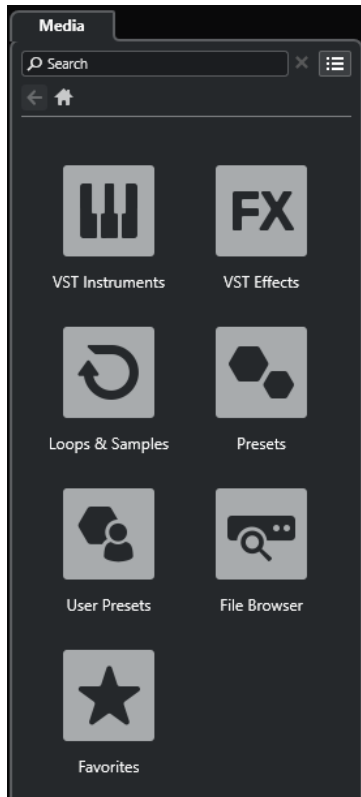 Media
Search
VST Instruments
FX
VST Effects
Loops & Samples
Presets
User Presets
File Browser
Favorites